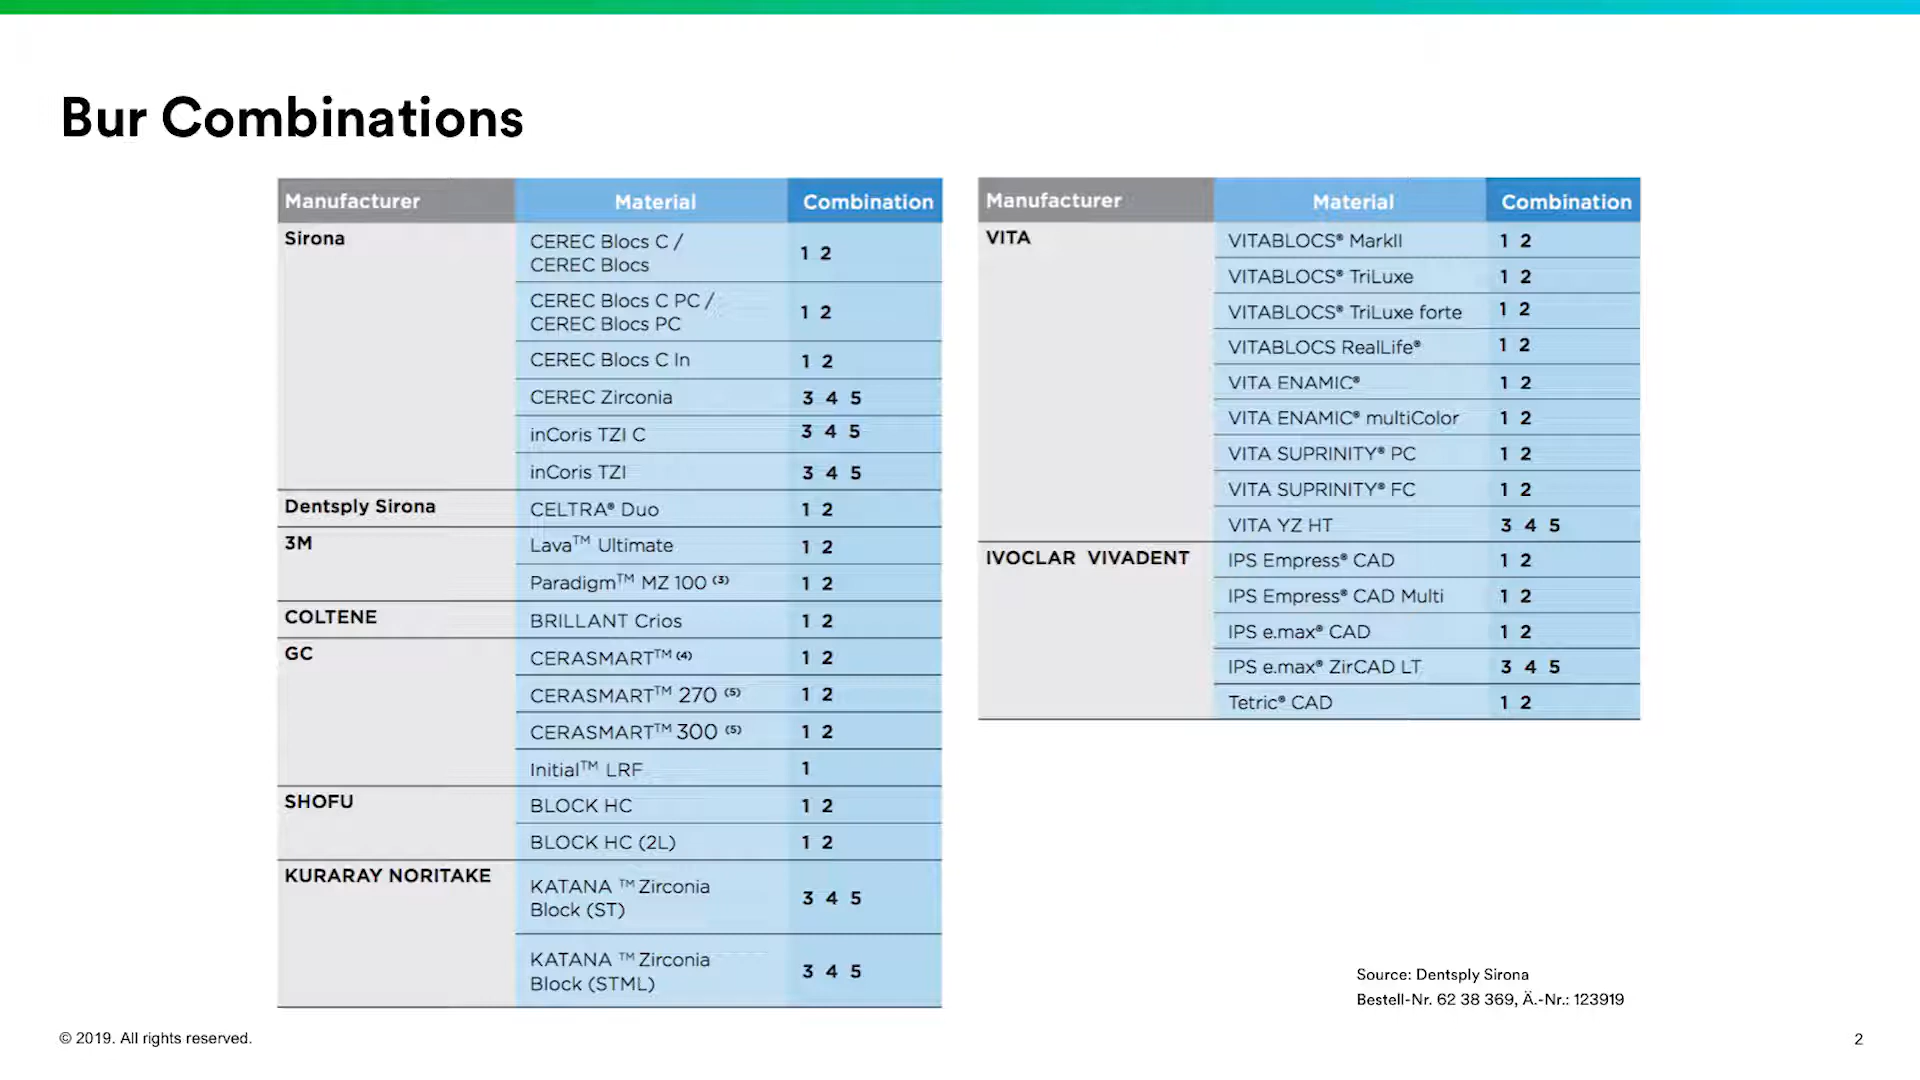 Bur Combinations
Manufacturer Material Combination
Sirona CEREC Blocs C /
CEREC Blocs 1 2
CEREC Blocs C PC /
CEREC Blocs PC 1 2
CEREC Blocs C In 1 2
CEREC Zirconia 3 4 5
inCoris TZI C 3 4 5
inCoris TZI 3 4 5
Dentsply Sirona CELTRA® Duo 1 2
3M Lava™ Ultimate 1 2
Paradigm™ MZ 100 (3) 1 2
COLTENE BRILLANT Crios 1 2
GC CERASMART™ (4) 1 2
CERASMART™ 270 (5) 1 2
CERASMART™ 300 (5) 1 2
Initial™ LRF 1
SHOFU BLOCK HC 1 2
BLOCK HC (2L) 1 2
KURARAY NORITAKE KATANA ™ Zirconia
Block (ST) 3 4 5
KATANA ™ Zirconia
Block (STML) 3 4 5
Manufacturer Material Combination
VITA VITABLOCS® MarkII 1 2
VITABLOCS® TriLuxe 1 2
VITABLOCS® TriLuxe forte 1 2
VITABLOCS RealLife® 1 2
VITA ENAMIC® 1 2
VITA ENAMIC® multiColor 1 2
VITA SUPRINITY® PC 1 2
VITA SUPRINITY® FC 1 2
VITA YZ HT 3 4 5
IVOCLAR VIVADENT IPS Empress® CAD 1 2
IPS Empress® CAD Multi 1 2
IPS e.max® CAD 1 2
IPS e.max® ZirCAD LT 3 4 5
Tetric® CAD 1 2
Source: Dentsply Sirona
Bestell-Nr. 62 38 369, Ä.-Nr.: 123919
© 2019. All rights reserved.
2